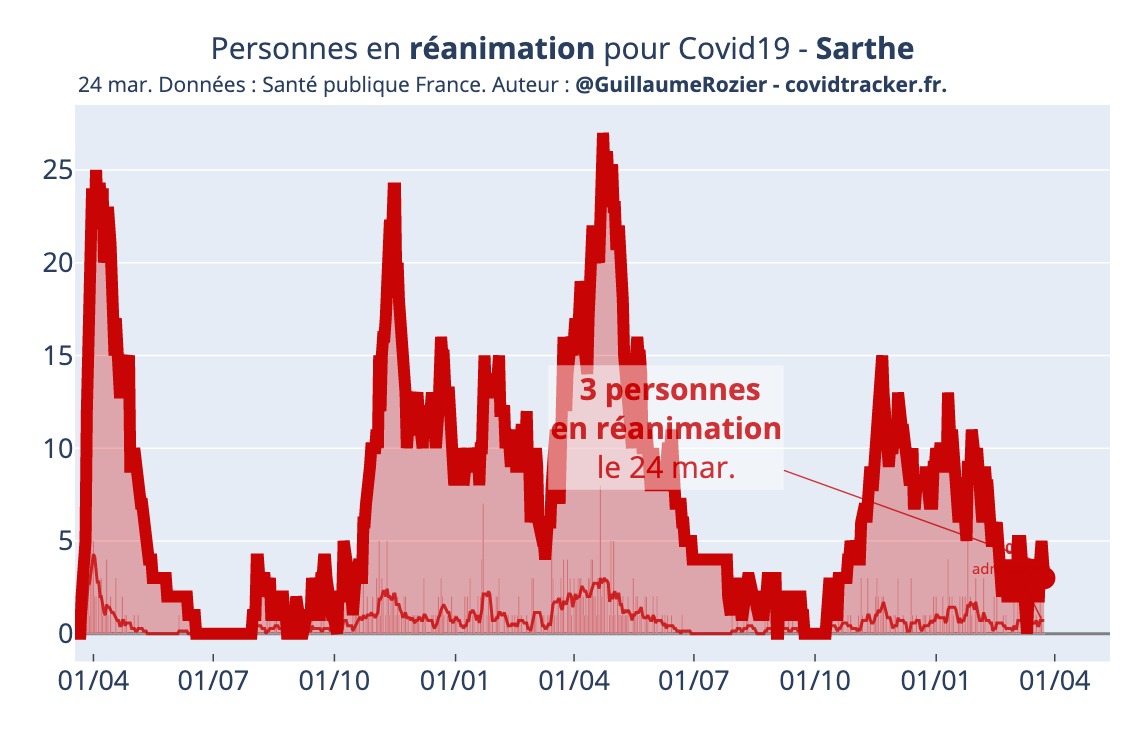 Personnes en réanimation pour Covid19 - Sarthe
24 mar. Données : Santé publique France. Auteur : @GuillaumeRozier - covidtracker.fr.
25
20
15
10
5
0
3 personnes
en réanimation
le 24 mar.
01/04 01/07 01/10 01/01 01/04 01/07 01/10 01/01 01/04